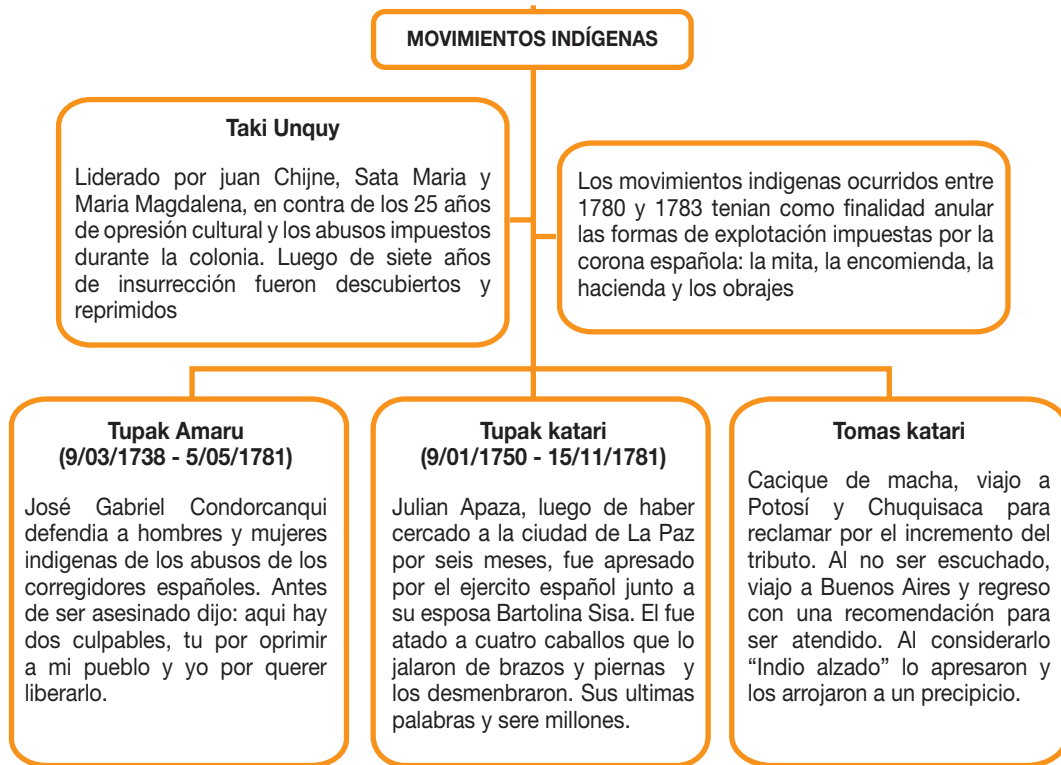 MOVIMIENTOS INDÍGENAS
Taki Unquy
Liderado por juan Chijne, Sata Maria y
Maria Magdalena, en contra de los 25 años
de opresión cultural y los abusos impuestos
durante la colonia. Luego de siete años
de insurrección fueron descubiertos y
reprimidos
Los movimientos indigenas ocurridos entre
1780 y 1783 tenian como finalidad anular
las formas de explotación impuestas por la
corona española: la mita, la encomienda, la
hacienda y los obrajes
Tupak Amaru
(9/03/1738 - 5/05/1781)
José Gabriel Condorcanqui
defendia a hombres y mujeres
indigenas de los abusos de los
corregidores españoles. Antes
de ser asesinado dijo: aqui hay
dos culpables, tu por oprimir
a mi pueblo y yo por querer
liberarlo.
Tupak katari
(9/01/1750 - 15/11/1781)
Julian Apaza, luego de haber
cercado a la ciudad de La Paz
por seis meses, fue apresado
por el ejercito español junto a
su esposa Bartolina Sisa. El fue
atado a cuatro caballos que lo
jalaron de brazos y piernas y
los desmenbraron. Sus ultimas
palabras y sere millones.
Tomas katari
Cacique de macha, viajo a
Potosí y Chuquisaca para
reclamar por el incremento del
tributo. Al no ser escuchado,
viajo a Buenos Aires y regreso
con una recomendación para
ser atendido. Al considerarlo
“Indio alzado” lo apresaron y
los arrojaron a un precipicio.